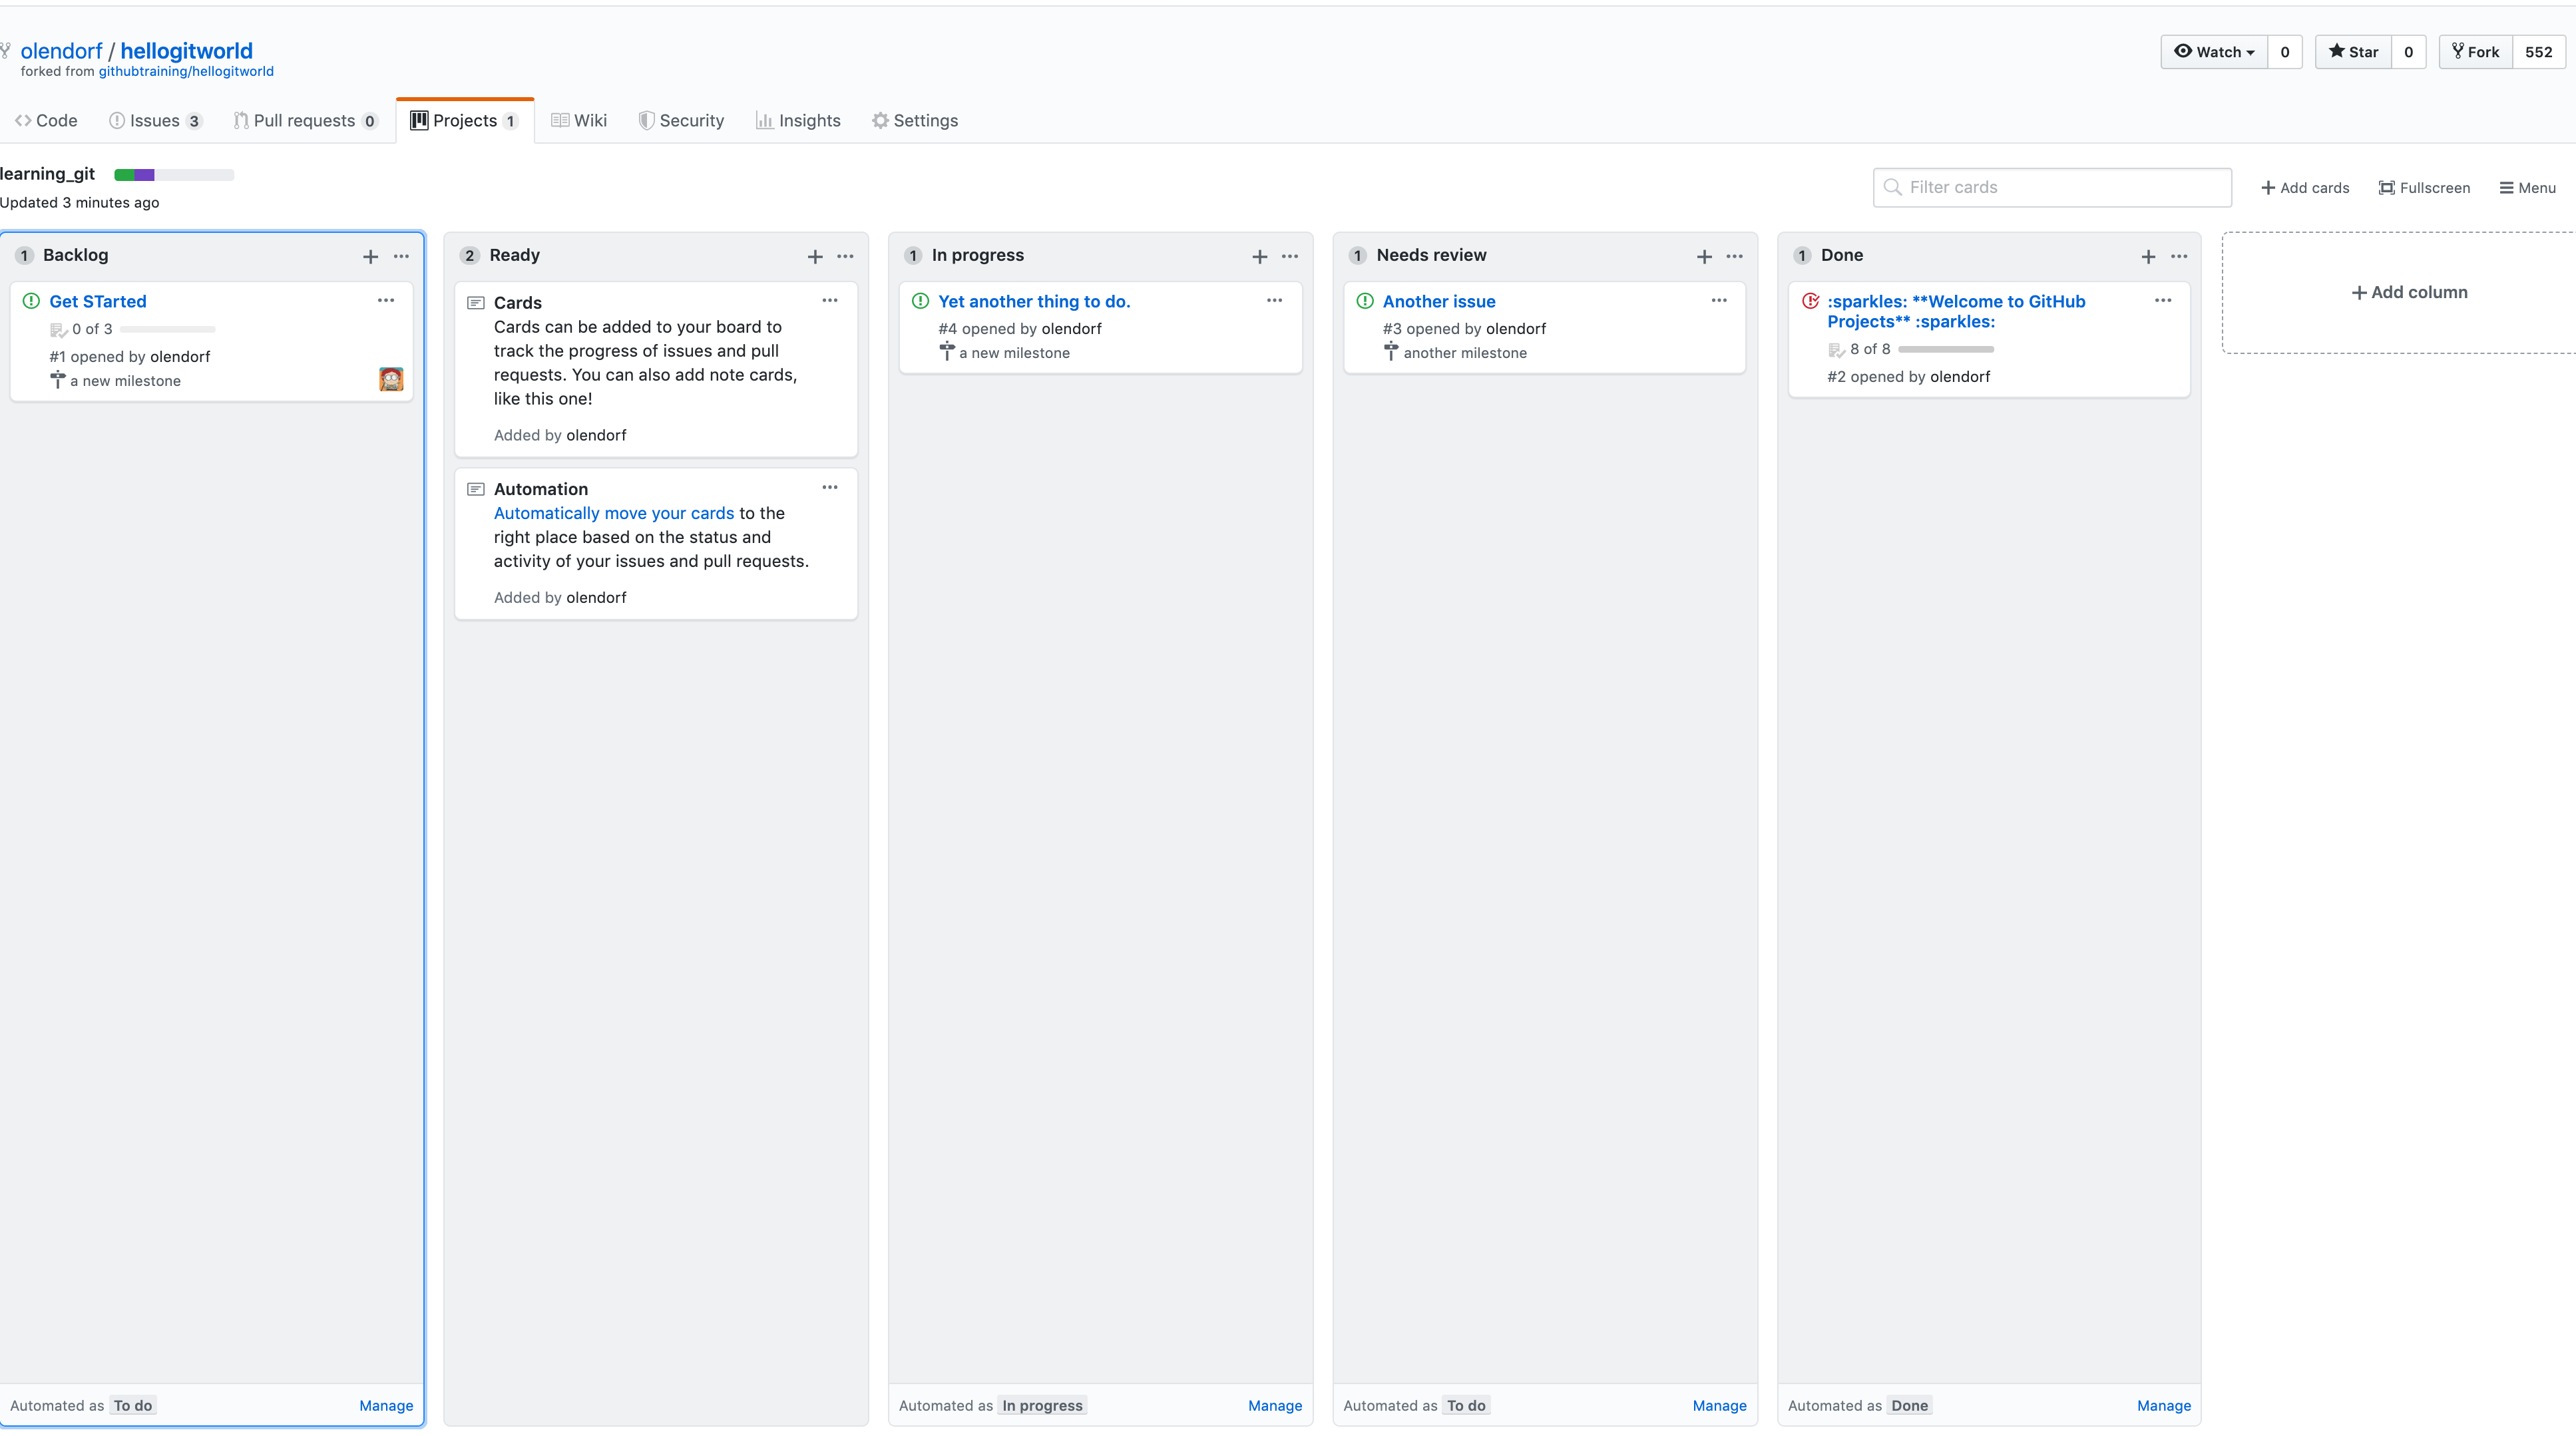 olendorf / hellogitworld
forked from githubtraining/hellogitworld
Watch 0 Star 0 Fork 552
Code Issues 3 Pull requests 0 Projects 1 Wiki Security Insights Settings
learning_git
Updated 3 minutes ago
Filter cards
Add cards Fullscreen Menu
1 Backlog
Get STarted
0 of 3
#1 opened by olendorf
a new milestone
Automated as To do Manage
2 Ready
Cards
Cards can be added to your board to
track the progress of issues and pull
requests. You can also add note cards,
like this one!
Added by olendorf
Automation
Automatically move your cards to the
right place based on the status and
activity of your issues and pull requests.
Added by olendorf
1 In progress
Yet another thing to do.
#4 opened by olendorf
a new milestone
Automated as In progress Manage
1 Needs review
Another issue
#3 opened by olendorf
another milestone
Automated as To do Manage
1 Done
:sparkles: **Welcome to GitHub
Projects** :sparkles:
8 of 8
#2 opened by olendorf
Automated as Done Manage
Add column